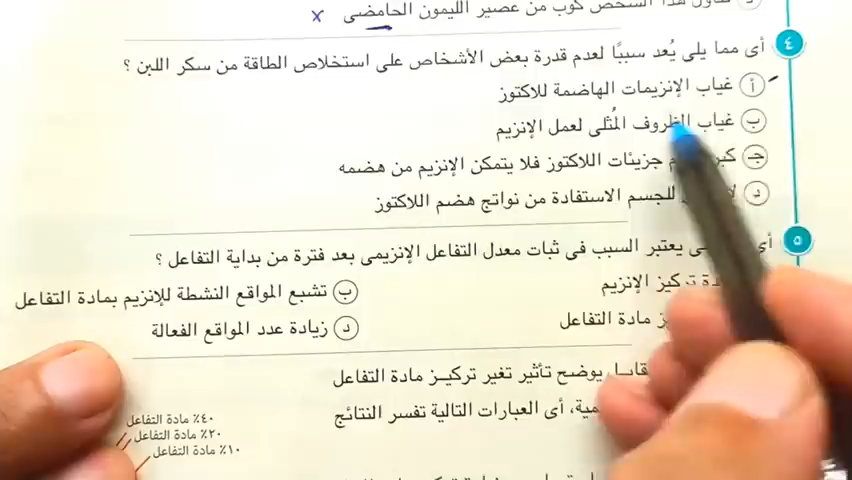 تناول هذا الشخص كوب من عصير الليمون الحامضى x
٤ أى مما يلى يُعد سببًا لعدم قدرة بعض الأشخاص على استخلاص الطاقة من سكر اللبن ؟
أ غياب الإنزيمات الهاضمة للاكتوز
ب غياب الظروف المُثلى لعمل الإنزيم
جـ جزيئات اللاكتوز فلا يتمكن الإنزيم من هضمه
د للجسم الاستفادة من نواتج هضم اللاكتوز
٥ يعتبر السبب فى ثبات معدل التفاعل الإنزيمى بعد فترة من بداية التفاعل ؟
تركيز الإنزيم
ب تشبع المواقع النشطة للإنزيم بمادة التفاعل
مادة التفاعل
د زيادة عدد المواقع الفعالة
يوضح تأثير تغير تركيـز مادة التفاعل
أى العبارات التالية تفسر النتائج
٤٠٪ مادة التفاعل
٢٠٪ مادة التفاعل
١٠٪ مادة التفاعل